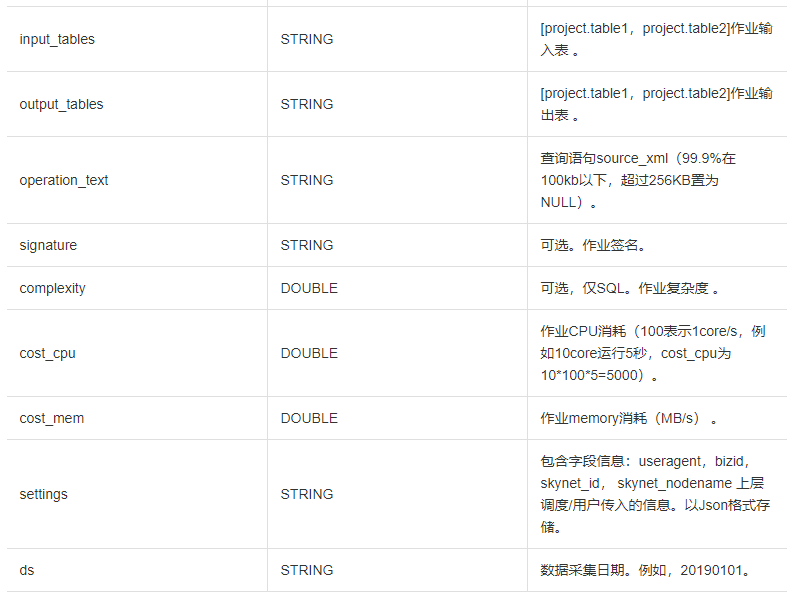 input_tables
STRING
[project.table1，project.table2]作业输
入表 。
output_tables
STRING
[project.table1，project.table2]作业输
出表 。
operation_text
STRING
查询语句source_xml（99.9%在
100kb以下，超过256KB置为
NULL）。
signature
STRING
可选。作业签名。
complexity
DOUBLE
可选，仅SQL。作业复杂度 。
cost_cpu
DOUBLE
作业CPU消耗（100表示1core/s，例
如10core运行5秒，cost_cpu为
10*100*5=5000）。
cost_mem
DOUBLE
作业memory消耗（MB/s） 。
settings
STRING
包含字段信息：useragent，bizid，
skynet_id， skynet_nodename 上层
调度/用户传入的信息。以Json格式存
储。
ds
STRING
数据采集日期。例如，20190101。